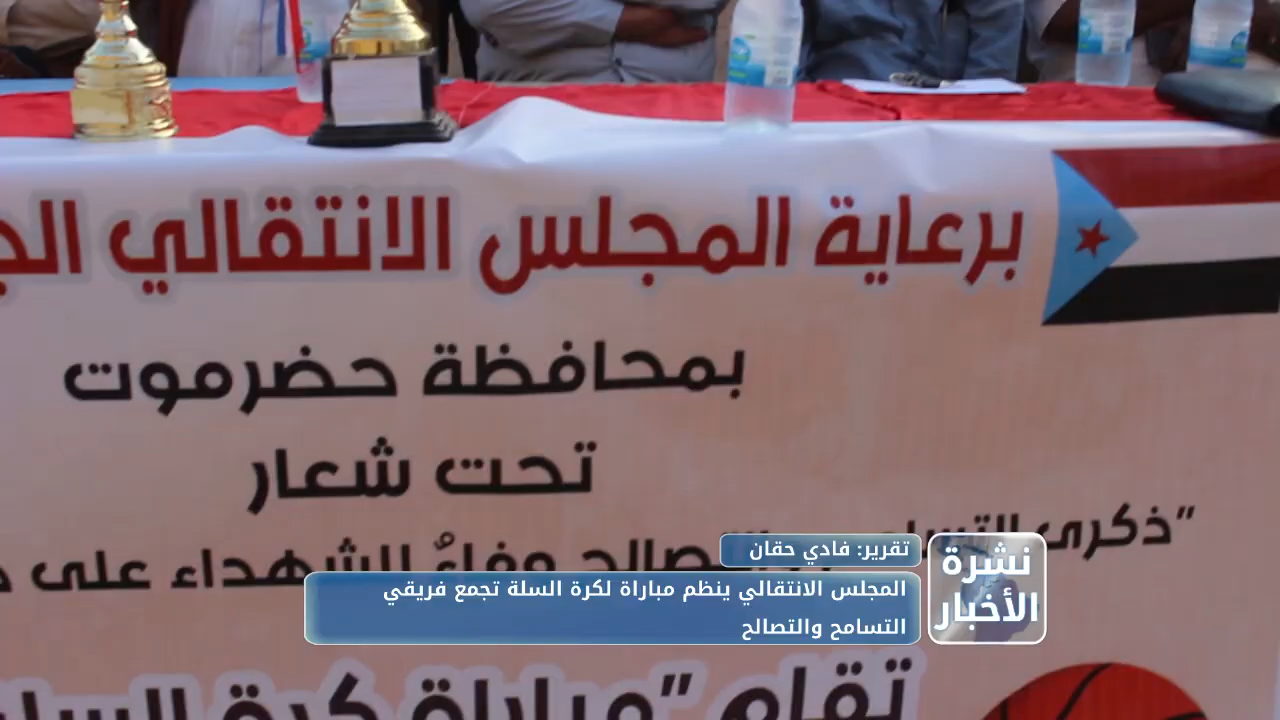 برعاية المجلس الانتقالي
بمحافظة حضرموت
تحت شعار
"ذكرى وفاءً للشهداء على
تقام "مباراة كرة
تقرير: فادي حقان
المجلس الانتقالي ينظم مباراة لكرة السلة تجمع فريقي
التسامح والتصالح
نشرة
الأخبار